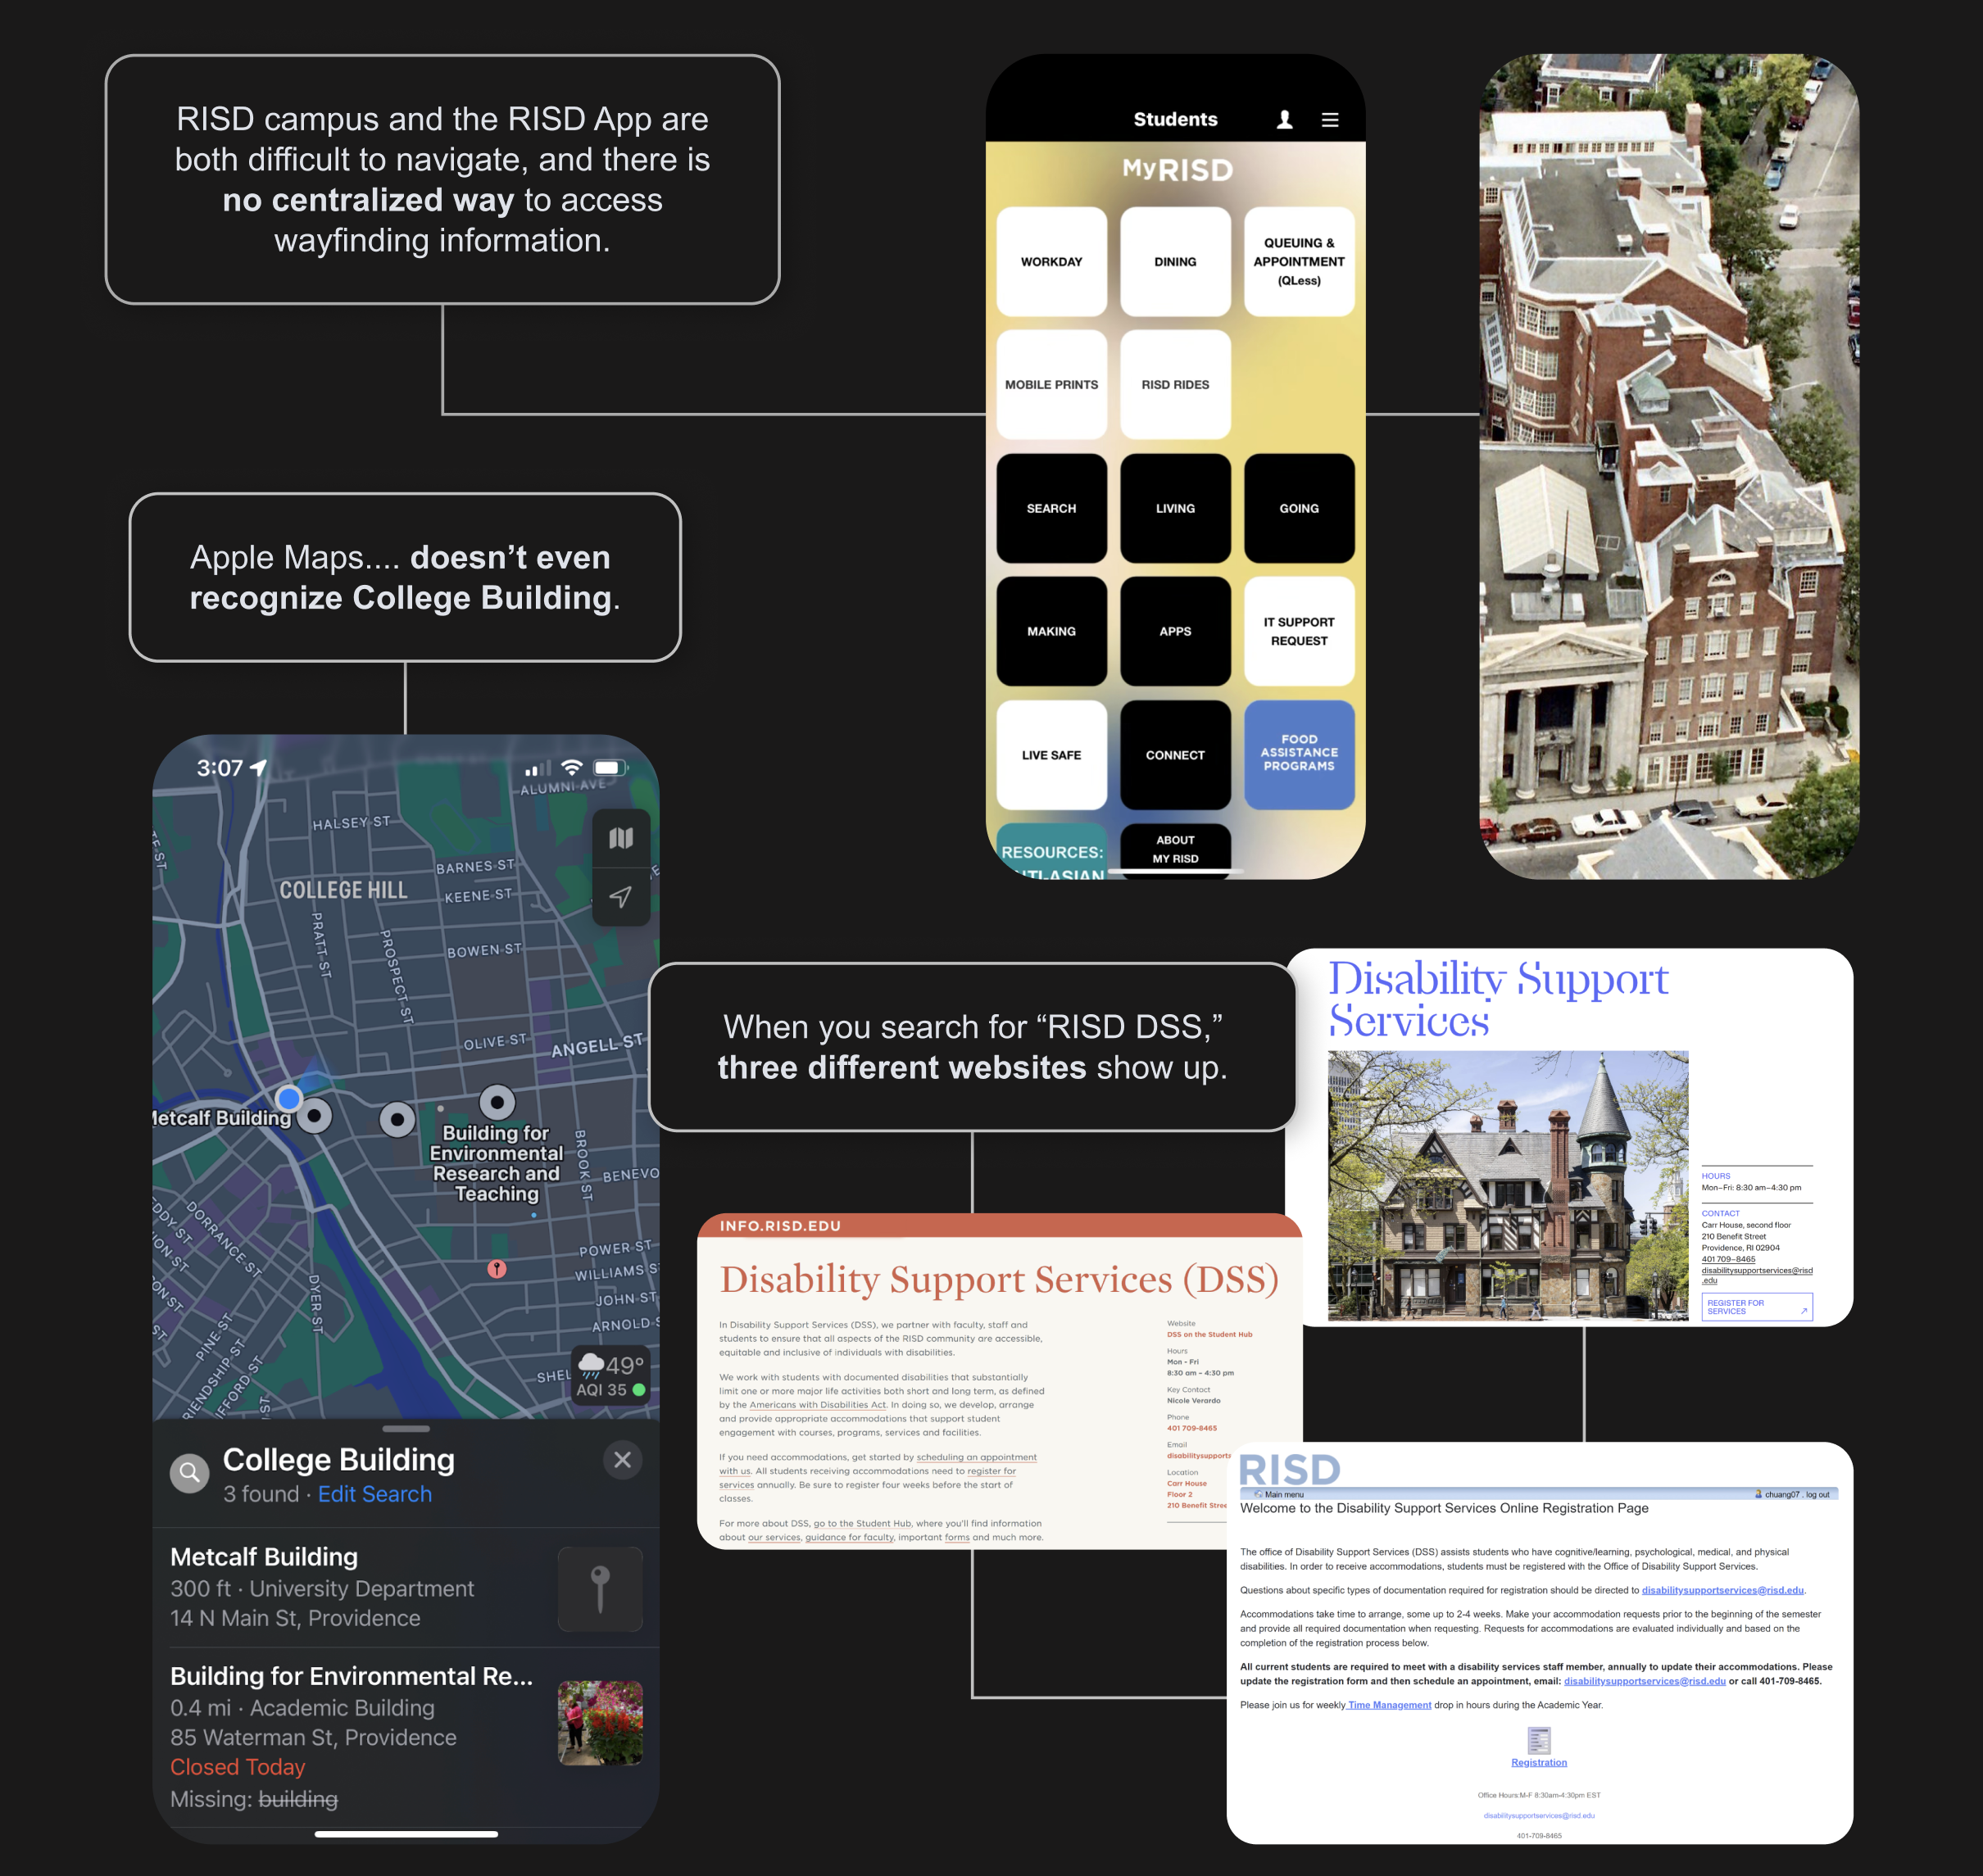 RISD campus and the RISD App are
both difficult to navigate, and there is
no centralized way to access
wayfinding information.
Students
MyRISD
WORKDAY
DINING
QUEUING &
APPOINTMENT
(QLess)
MOBILE PRINTS
RISD RIDES
SEARCH
LIVING
GOING
MAKING
APPS
IT SUPPORT
REQUEST
LIVE SAFE
CONNECT
FOOD
ASSISTANCE
PROGRAMS
RESOURCES:
ABOUT
MY RISD
Apple Maps.... doesn’t even
recognize College Building.
3:07
ALUMNI AVE
HALSEY ST
BARNES ST
COLLEGE HILL
KEENE ST
PRATT ST
PROSPECT ST
BOWEN ST
OLIVE ST
ANGELL ST
Metcalf Building
Building for
Environmental
Research and
Teaching
BROOK ST
BENEVO
DORRANCE ST
POWER ST
WILLIAMS S
DYER ST
JOHN ST
ARNOLD S
PINE ST
RIENDSHIP ST
IFFORD ST
SHEL
49°
AQI 35
College Building
3 found · Edit Search
Metcalf Building
300 ft · University Department
14 N Main St, Providence
Building for Environmental Re...
0.4 mi · Academic Building
85 Waterman St, Providence
Closed Today
Missing: building
When you search for “RISD DSS,”
three different websites show up.
Disability Support
Services
HOURS
Mon–Fri: 8:30 am–4:30 pm
CONTACT
Carr House, second floor
210 Benefit Street
Providence, RI 02904
401 709–8465
disabilitysupportservices@risd
.edu
REGISTER FOR
SERVICES
INFO.RISD.EDU
Disability Support Services (DSS)
In Disability Support Services (DSS), we partner with faculty, staff and
students to ensure that all aspects of the RISD community are accessible,
equitable and inclusive of individuals with disabilities.
We work with students with documented disabilities that substantially
limit one or more major life activities both short and long term, as defined
by the Americans with Disabilities Act. In doing so, we develop, arrange
and provide appropriate accommodations that support student
engagement with courses, programs, services and facilities.
If you need accommodations, get started by scheduling an appointment
with us. All students receiving accommodations need to register for
services annually. Be sure to register four weeks before the start of
classes.
For more about DSS, go to the Student Hub, where you'll find information
about our services, guidance for faculty, important forms and much more.
Website
DSS on the Student Hub
Hours
Mon - Fri
8:30 am - 4:30 pm
Key Contact
Nicole Verardo
Phone
401 709-8465
Email
disabilitysupports
Location
Carr House
Floor 2
210 Benefit Stree
RISD
Main menu
chuang07 . log out
Welcome to the Disability Support Services Online Registration Page
The office of Disability Support Services (DSS) assists students who have cognitive/learning, psychological, medical, and physical
disabilities. In order to receive accommodations, students must be registered with the Office of Disability Support Services.
Questions about specific types of documentation required for registration should be directed to disabilitysupportservices@risd.edu.
Accommodations take time to arrange, some up to 2-4 weeks. Make your accommodation requests prior to the beginning of the semester
and provide all required documentation when requesting. Requests for accommodations are evaluated individually and based on the
completion of the registration process below.
All current students are required to meet with a disability services staff member, annually to update their accommodations. Please
update the registration form and then schedule an appointment, email: disabilitysupportservices@risd.edu or call 401-709-8465.
Please join us for weekly Time Management drop in hours during the Academic Year.
Registration
Office Hours:M-F 8:30am-4:30pm EST
disabilitysupportservices@risd.edu
401-709-8465